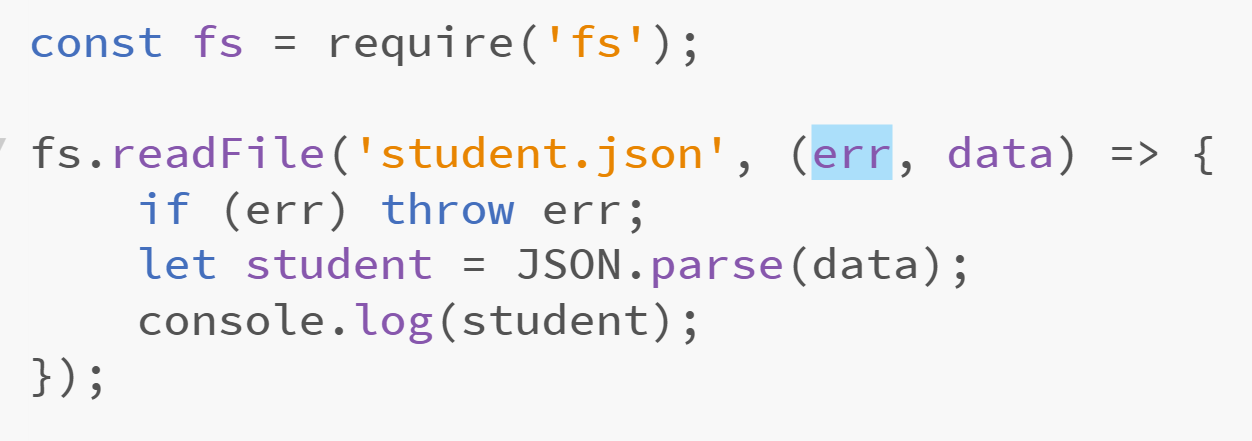 const fs = require('fs');
fs.readFile('student.json', (err, data) => {
    if (err) throw err;
    let student = JSON.parse(data);
    console.log(student);
});